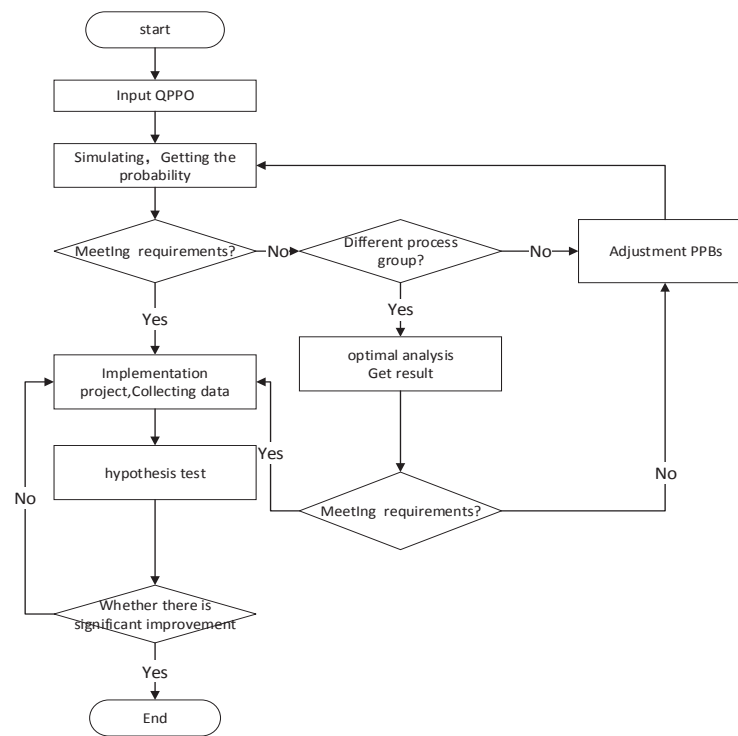 start
Input QPPO
Simulating，Getting the
probability
MeetIng requirements?
No
Different process
group?
No
Adjustment PPBs
Yes
Yes
optimal analysis
Get result
Implementation
project,Collecting data
Yes
No
hypothesis test
No
MeetIng requirements?
Whether there is
significant improvement
Yes
End